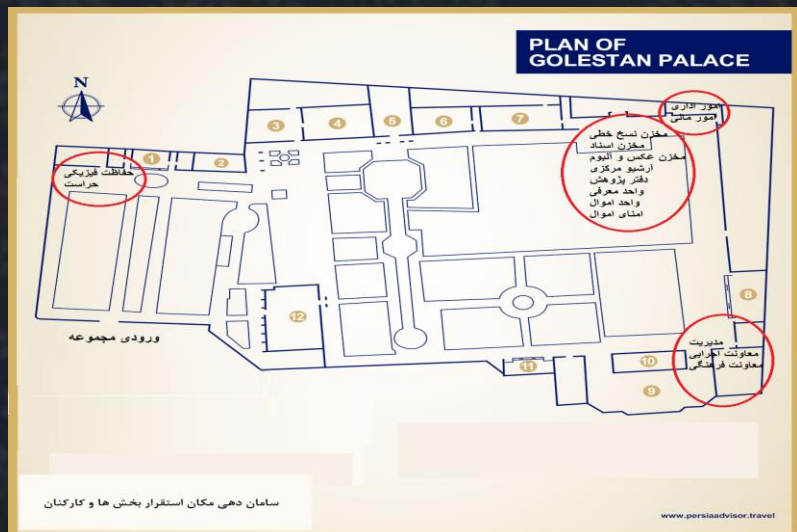 PLAN OF
GOLESTAN PALACE
N
امور اداری
امور مالی
مخزن نسخ خطی
مخزن اسناد
مخزن عکس و آلبوم
ارشیو مرکزی
دفتر پژوهش
واحد معرفی
واحد اموال
امنای اموال
حفاظت فیزیکی
حراست
1
2
3
4
5
6
7
8
9
10
11
12
ورودی مجموعه
مدیریت
معاونت اجرایی
معاونت فرهنگی
سامان دهی مکان استقرار بخش ها و کارکنان
www.persiaadvisor.travel